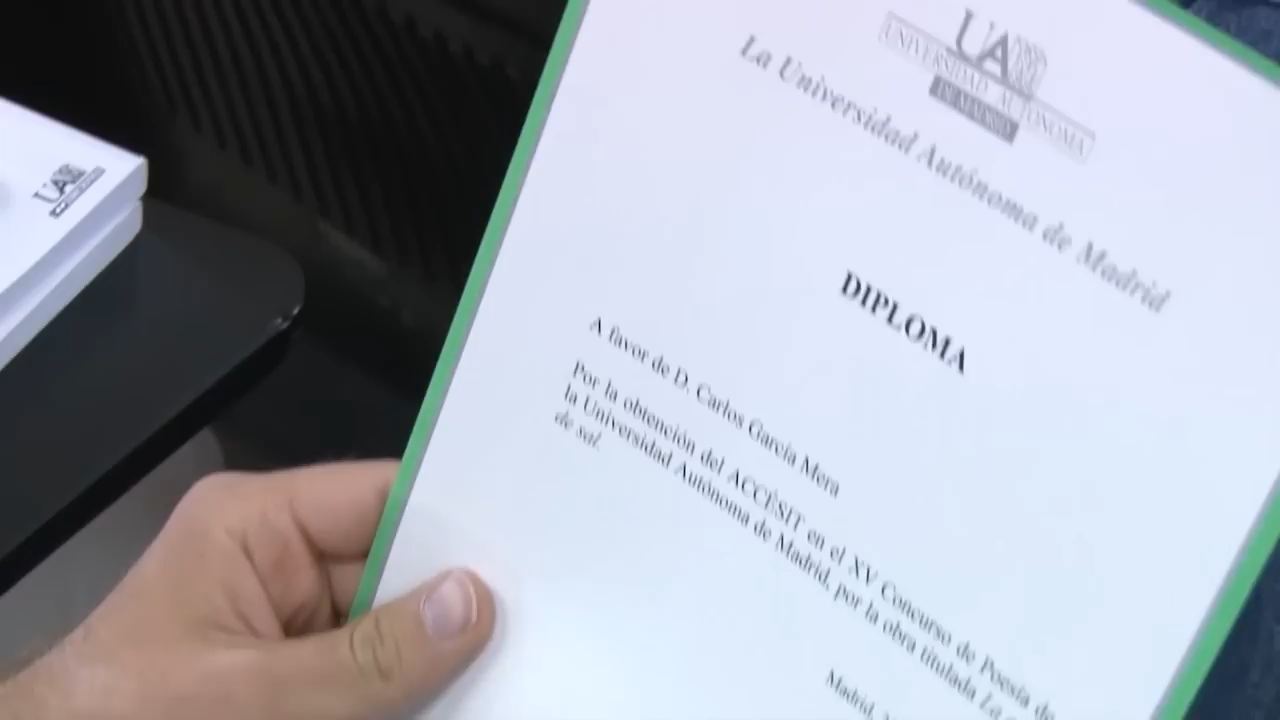 UA
UNIVERSIDAD AUTONOMA
DE MADRID
La Universidad Autónoma de Madrid
DIPLOMA
A favor de D. Carlos García Mera
Por la obtención del ACCÉSIT en el XV Concurso de Poesía de
la Universidad Autónoma de Madrid, por la obra titulada La
de sal.
Madrid,
UA